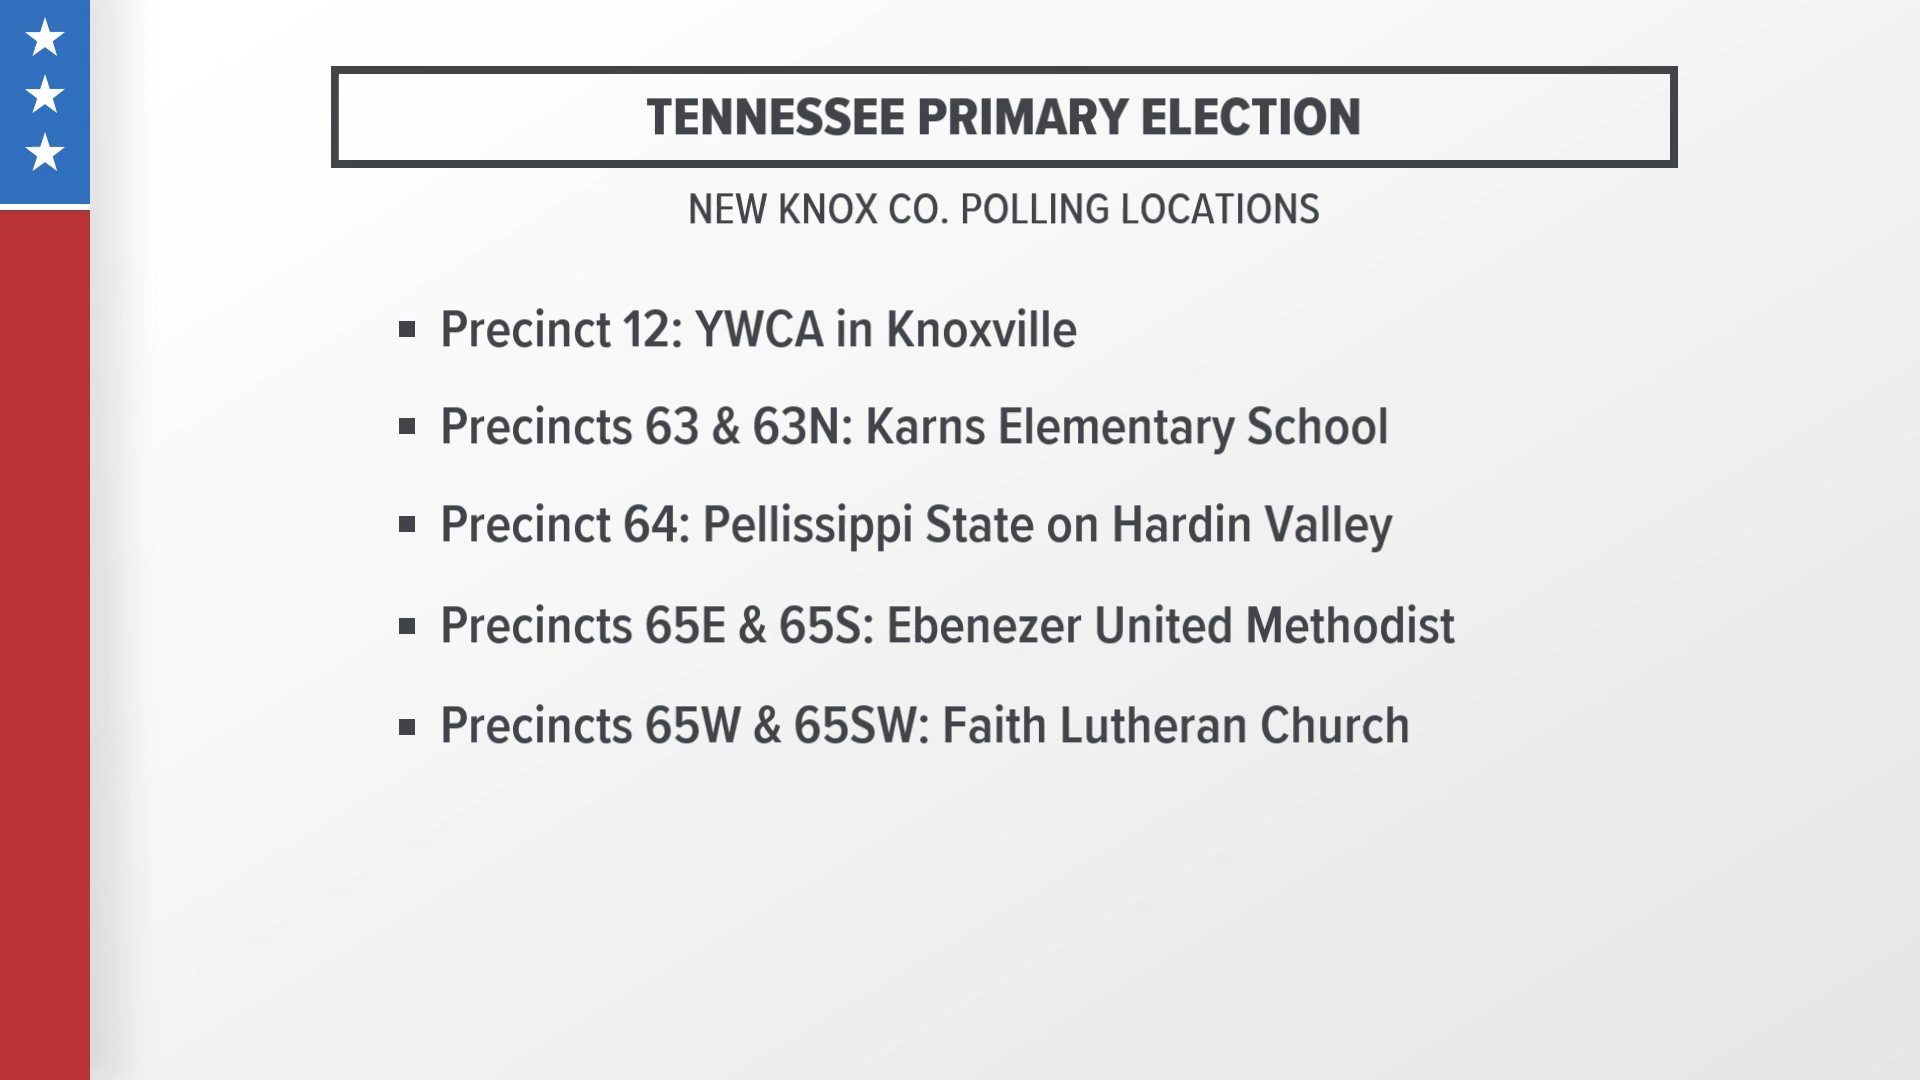 TENNESSEE PRIMARY ELECTION
NEW KNOX CO. POLLING LOCATIONS
▪ Precinct 12: YWCA in Knoxville
▪ Precincts 63 & 63N: Karns Elementary School
▪ Precinct 64: Pellissippi State on Hardin Valley
▪ Precincts 65E & 65S: Ebenezer United Methodist
▪ Precincts 65W & 65SW: Faith Lutheran Church